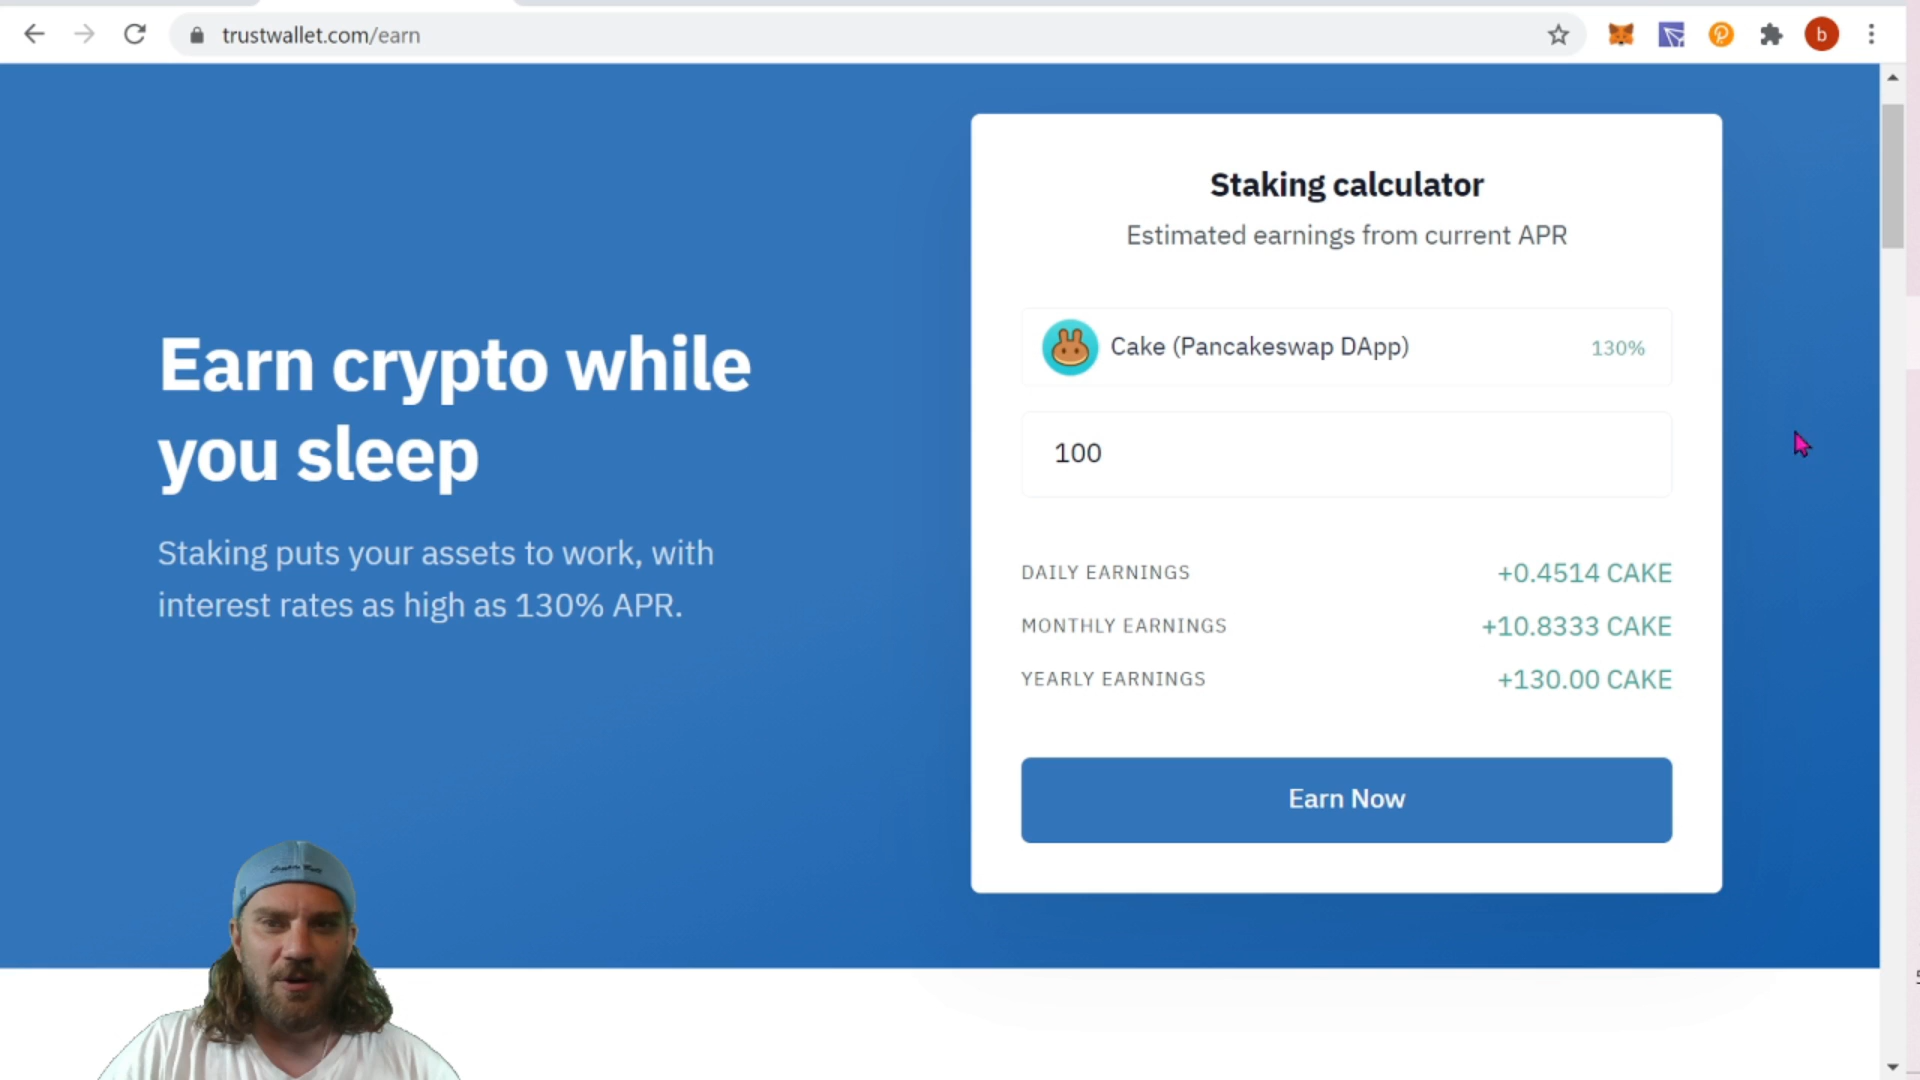 trustwallet.com/earn
b
Earn crypto while
you sleep
Staking puts your assets to work, with
interest rates as high as 130% APR.
Staking calculator
Estimated earnings from current APR
Cake (Pancakeswap DApp) 130%
100
DAILY EARNINGS +0.4514 CAKE
MONTHLY EARNINGS +10.8333 CAKE
YEARLY EARNINGS +130.00 CAKE
Earn Now